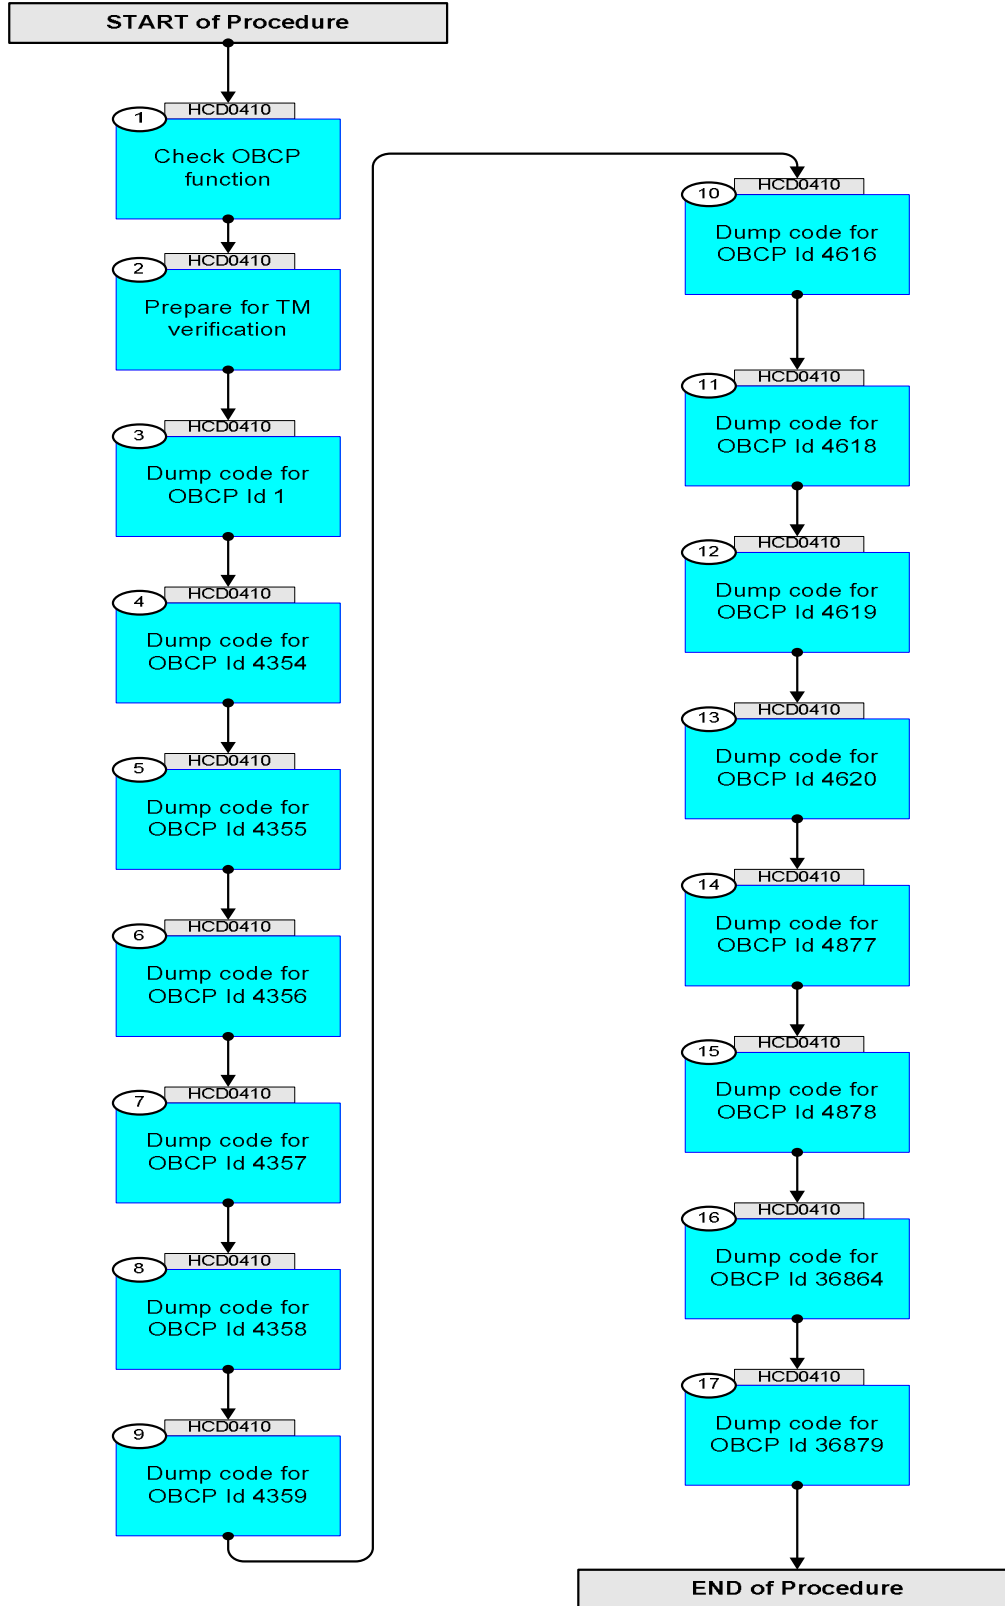 START of Procedure
HCD0410
1
Check OBCP
function
HCD0410
2
Prepare for TM
verification
HCD0410
3
Dump code for
OBCP Id 1
HCD0410
4
Dump code for
OBCP Id 4354
HCD0410
5
Dump code for
OBCP Id 4355
HCD0410
6
Dump code for
OBCP Id 4356
HCD0410
7
Dump code for
OBCP Id 4357
HCD0410
8
Dump code for
OBCP Id 4358
HCD0410
9
Dump code for
OBCP Id 4359
HCD0410
10
Dump code for
OBCP Id 4616
HCD0410
11
Dump code for
OBCP Id 4618
HCD0410
12
Dump code for
OBCP Id 4619
HCD0410
13
Dump code for
OBCP Id 4620
HCD0410
14
Dump code for
OBCP Id 4877
HCD0410
15
Dump code for
OBCP Id 4878
HCD0410
16
Dump code for
OBCP Id 36864
HCD0410
17
Dump code for
OBCP Id 36879
END of Procedure